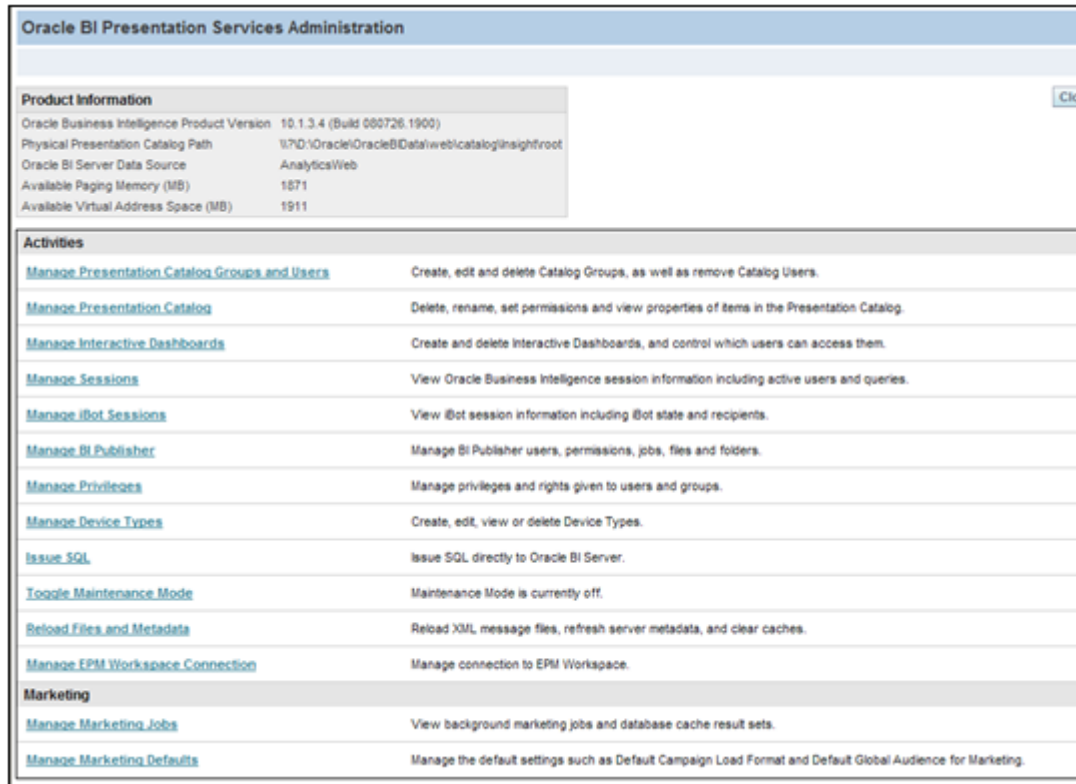 Oracle BI Presentation Services Administration
Product Information
Oracle Business Intelligence Product Version 10.1.3.4 (Build 080726.1900)
Physical Presentation Catalog Path \\?\D:\Oracle\OracleBIData\web\catalog\insight\root
Oracle BI Server Data Source AnalyticsWeb
Available Paging Memory (MB) 1871
Available Virtual Address Space (MB) 1911
Clo
Activities
Manage Presentation Catalog Groups and Users Create, edit and delete Catalog Groups, as well as remove Catalog Users.
Manage Presentation Catalog Delete, rename, set permissions and view properties of items in the Presentation Catalog.
Manage Interactive Dashboards Create and delete Interactive Dashboards, and control which users can access them.
Manage Sessions View Oracle Business Intelligence session information including active users and queries.
Manage iBot Sessions View iBot session information including iBot state and recipients.
Manage BI Publisher Manage BI Publisher users, permissions, jobs, files and folders.
Manage Privileges Manage privileges and rights given to users and groups.
Manage Device Types Create, edit, view or delete Device Types.
Issue SQL Issue SQL directly to Oracle BI Server.
Toggle Maintenance Mode Maintenance Mode is currently off.
Reload Files and Metadata Reload XML message files, refresh server metadata, and clear caches.
Manage EPM Workspace Connection Manage connection to EPM Workspace.
Marketing
Manage Marketing Jobs View background marketing jobs and database cache result sets.
Manage Marketing Defaults Manage the default settings such as Default Campaign Load Format and Default Global Audience for Marketing.